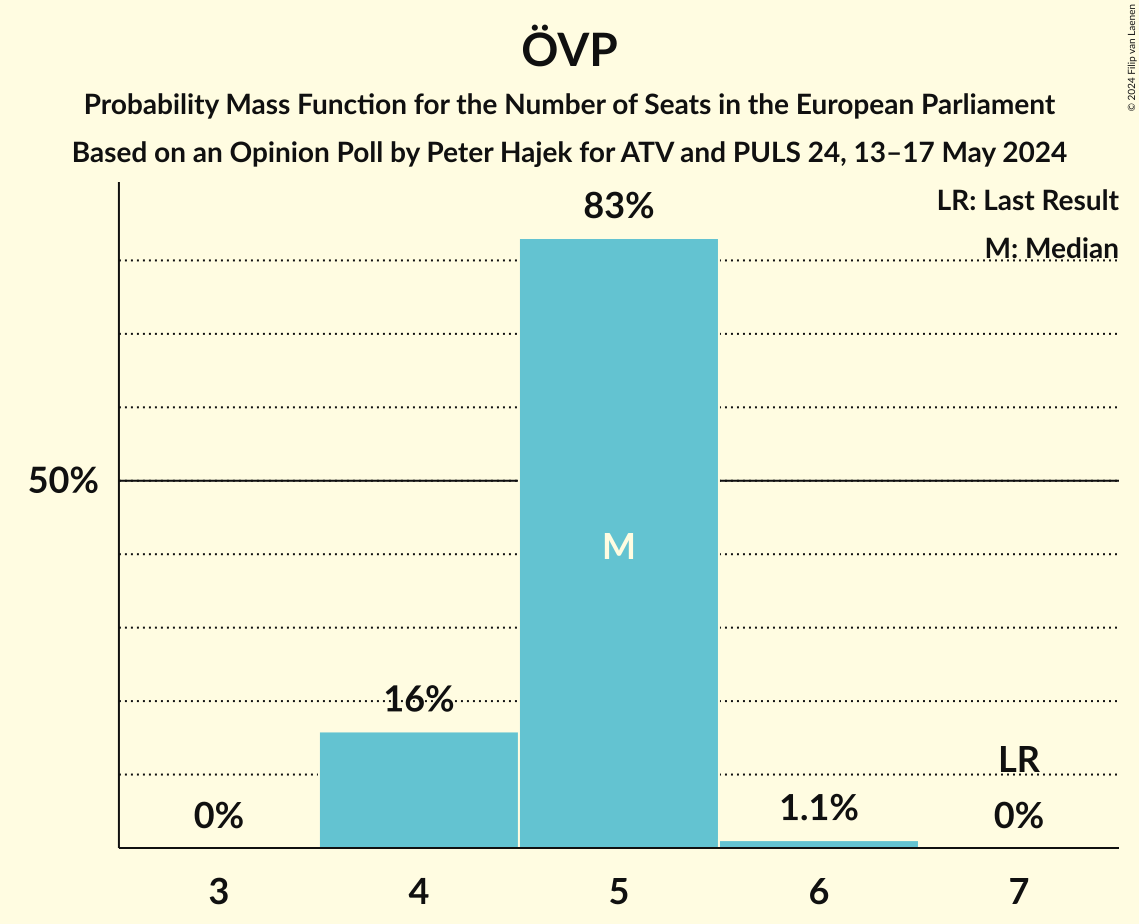 ÖVP
Probability Mass Function for the Number of Seats in the European Parliament
Based on an Opinion Poll by Peter Hajek for ATV and PULS 24, 13–17 May 2024
© 2024 Filip van Laenen
LR: Last Result
M: Median
83%
50%
M
16%
LR
0%
1.1%
0%
3
4
5
6
7